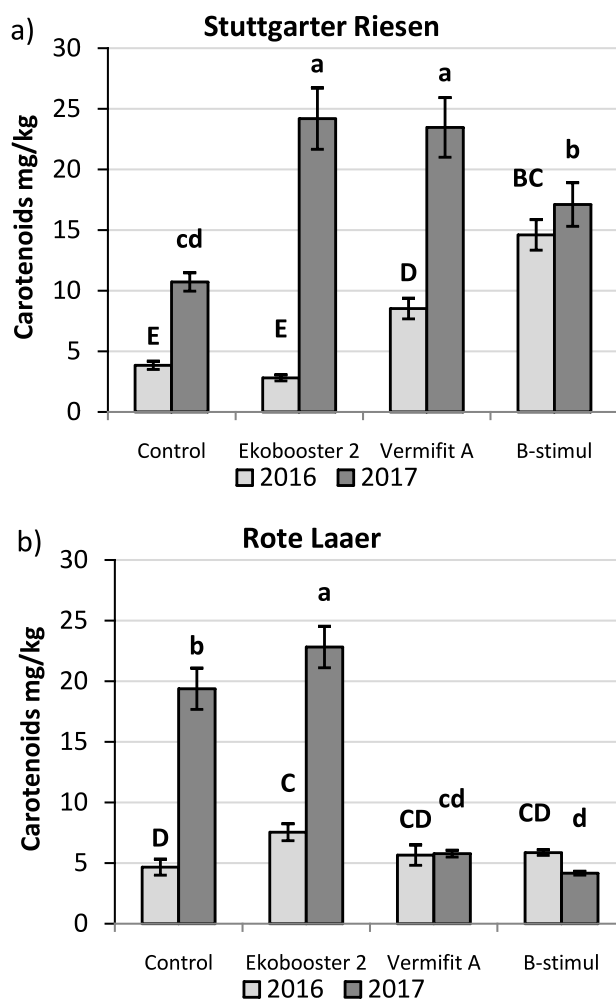 a)
Stuttgarter Riesen
Carotenoids mg/kg
30
25
20
15
10
5
0
E
cd
E
a
D
a
BC
b
Control Ekobooster 2 Vermifit A B-stimul
2016 2017
b)
Rote Laaer
Carotenoids mg/kg
30
25
20
15
10
5
0
D
b
C
a
CD
cd
CD
d
Control Ekobooster 2 Vermifit A B-stimul
2016 2017